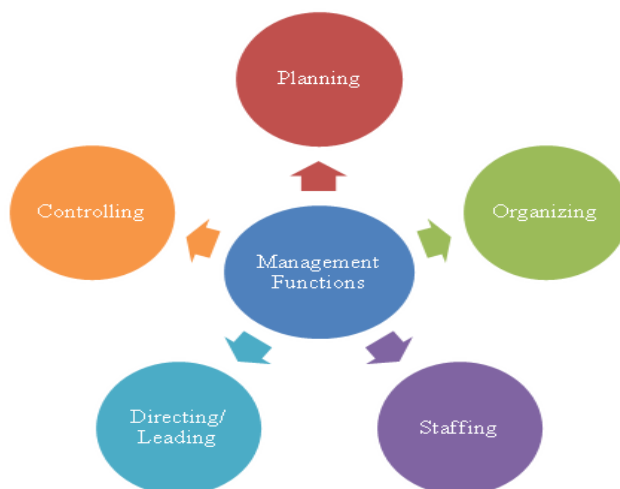 Planning
Controlling
Organizing
Management
Functions
Directing/
Leading
Staffing